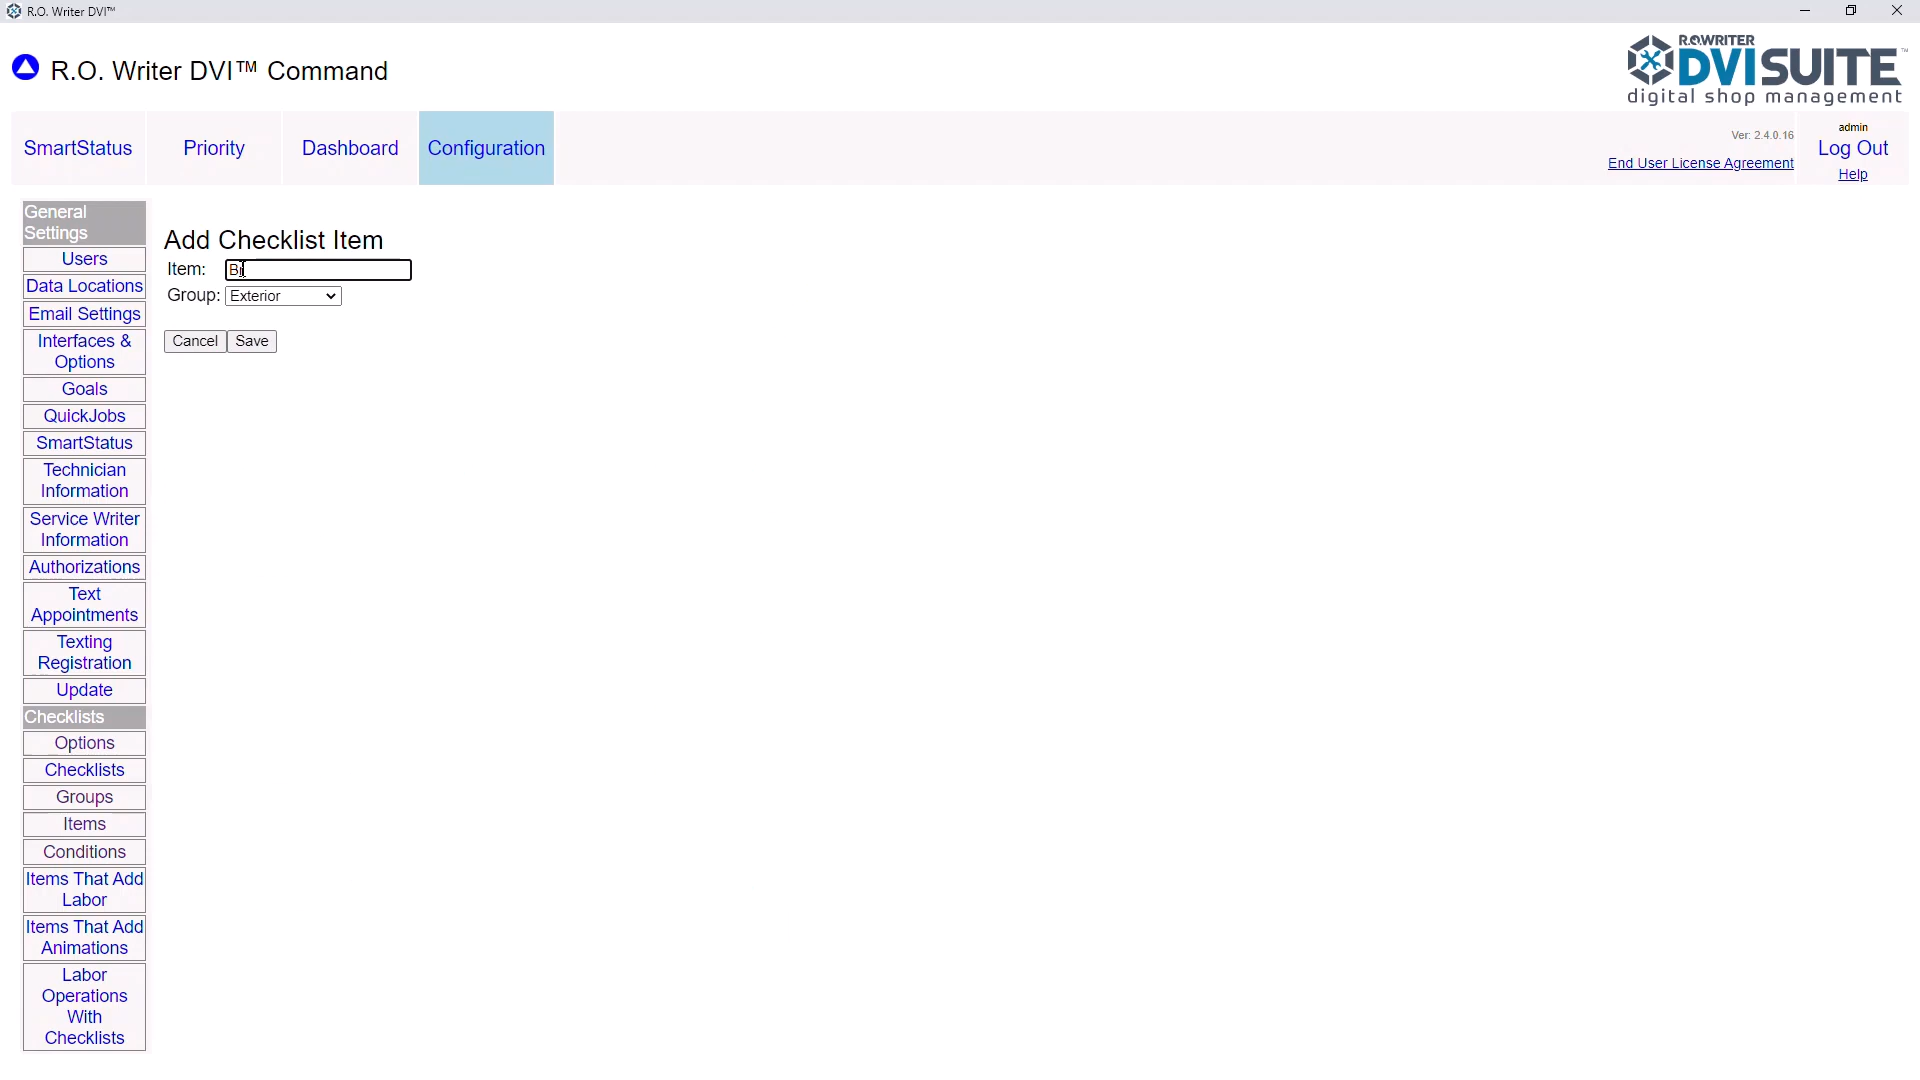 R.O. Writer DVI™
R.O. Writer DVI™ Command
R.O.WRITER
DVISUITE™
digital shop management
SmartStatus
Priority
Dashboard
Configuration
Ver: 2.4.0.16
End User License Agreement
admin
Log Out
Help
General
Settings
Users
Data Locations
Email Settings
Interfaces &
Options
Goals
QuickJobs
SmartStatus
Technician
Information
Service Writer
Information
Authorizations
Text
Appointments
Texting
Registration
Update
Checklists
Options
Checklists
Groups
Items
Conditions
Items That Add
Labor
Items That Add
Animations
Labor
Operations
With
Checklists
Add Checklist Item
Item:
Group: Exterior
Cancel Save